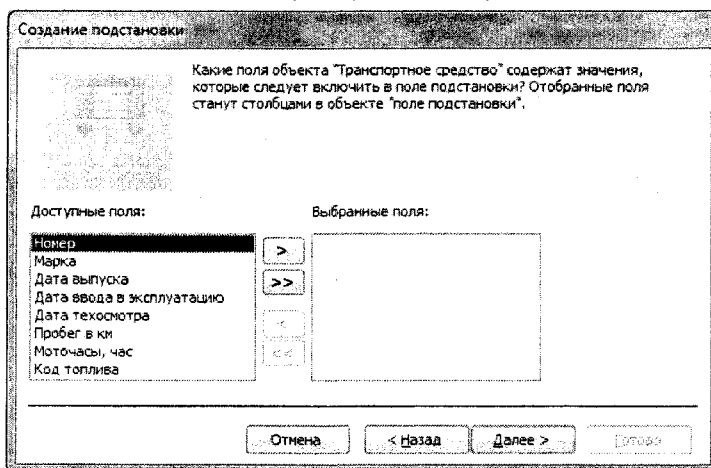 Создание подстановки
Какие поля объекта "Транспортное средство" содержат значения,
которые следует включить в поле подстановки? Отобранные поля
станут столбцами в объекте "поле подстановки".
Доступные поля:
Выбранные поля:
Номер
Марка
Дата выпуска
Дата ввода в эксплуатацию
Дата техосмотра
Пробег в км
Моточасы, час
Код топлива
>
>>
<
<<
Отмена
< Назад
Далее >
Готово